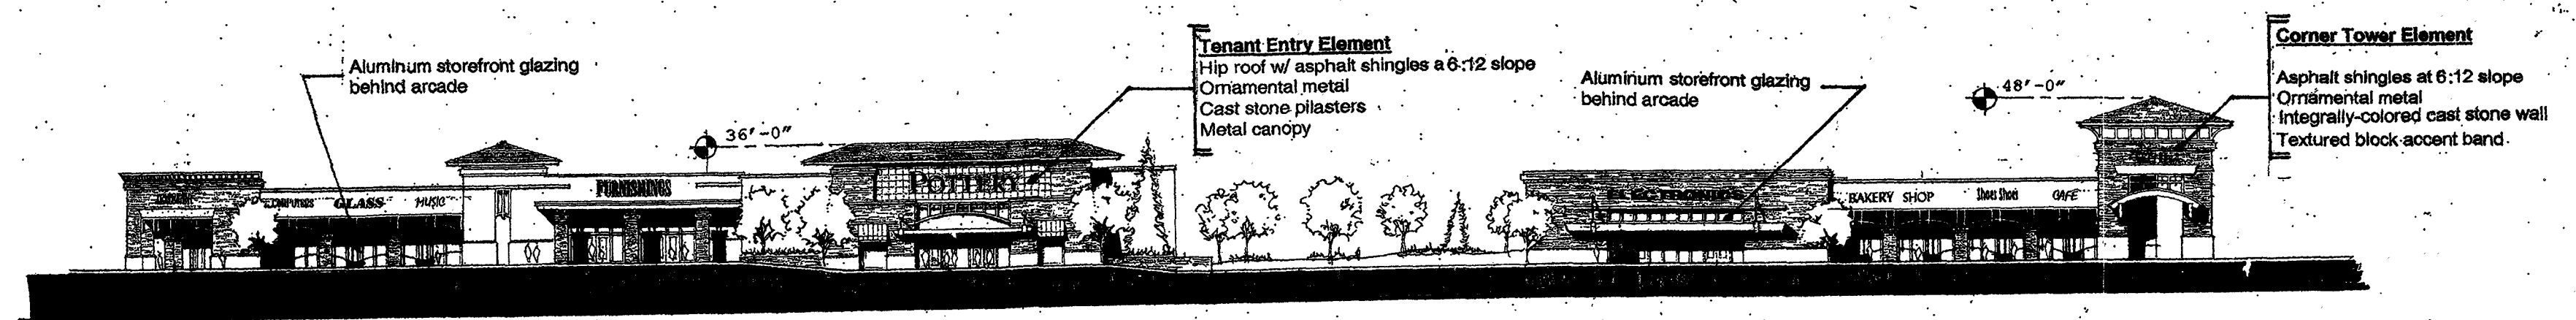 Aluminum storefront glazing
behind arcade
36'-0"
Tenant Entry Element
Hip roof w/ asphalt shingles a 6:12 slope
Ornamental metal
Cast stone pilasters
Metal canopy
Aluminum storefront glazing
behind arcade
48'-0"
Corner Tower Element
Asphalt shingles at 6:12 slope
Ornamental metal
Integrally-colored cast stone wall
Textured block accent band
GLASS
MUSIC
FURNISHINGS
POTTERY
ELECTRONICS
BAKERY SHOP
Shoes Shoes
CAFE